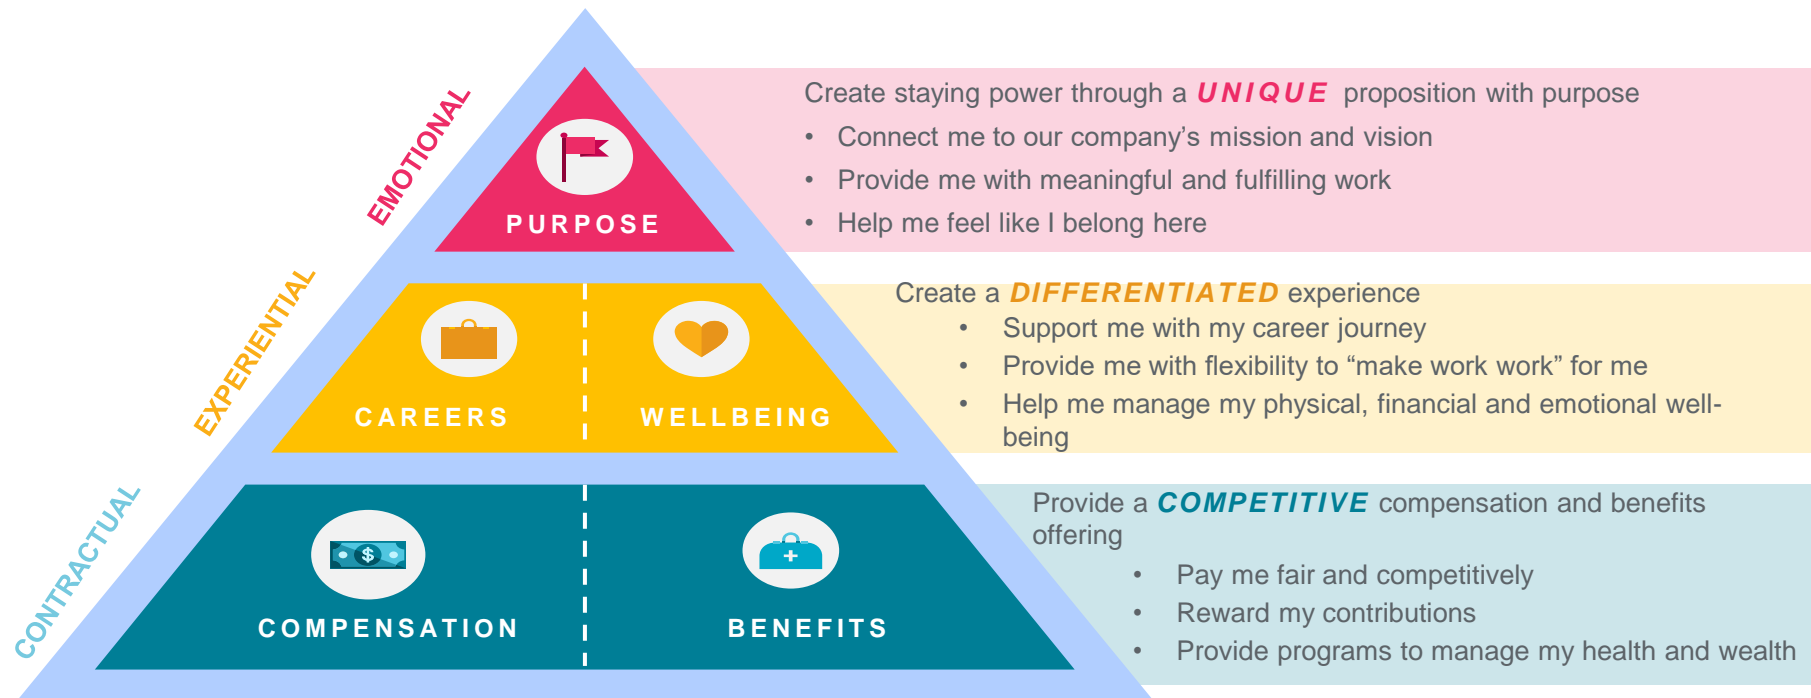 EMOTIONAL
PURPOSE
Create staying power through a UNIQUE proposition with purpose
• Connect me to our company’s mission and vision
• Provide me with meaningful and fulfilling work
• Help me feel like I belong here
EXPERIENTIAL
CAREERS
WELLBEING
Create a DIFFERENTIATED experience
• Support me with my career journey
• Provide me with flexibility to “make work work” for me
• Help me manage my physical, financial and emotional well-
being
CONTRACTUAL
$
COMPENSATION
BENEFITS
Provide a COMPETITIVE compensation and benefits
offering
• Pay me fair and competitively
• Reward my contributions
• Provide programs to manage my health and wealth